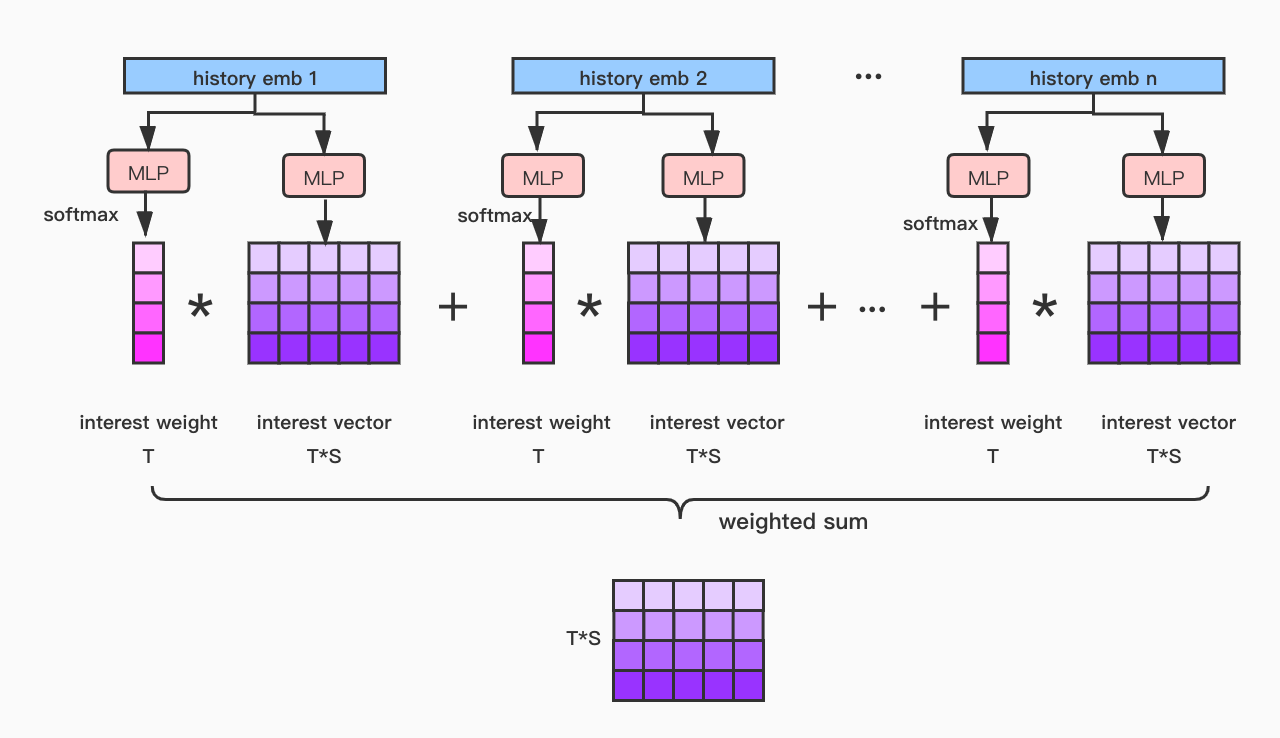 history emb 1
history emb 2
...
history emb n
MLP
MLP
MLP
MLP
MLP
MLP
softmax
softmax
softmax
*
+
*
+ ... +
*
interest weight
interest vector
interest weight
interest vector
interest weight
interest vector
T
T*S
T
T*S
T
T*S
weighted sum
T*S